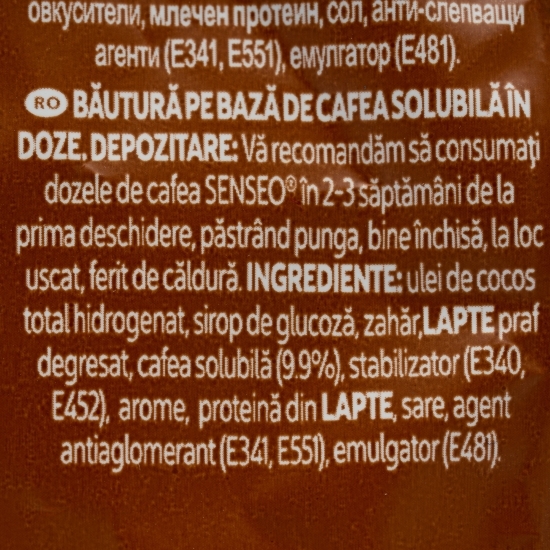 овкусители, млечен протеин, сол, анти-слепващи
агенти (E341, E551), емулгатор (E481).
RO BĂUTURĂ PE BAZĂ DE CAFEA SOLUBILĂ ÎN
DOZE. DEPOZITARE: Vă recomandăm să consumați
dozele de cafea SENSEO® în 2-3 săptămâni de la
prima deschidere, păstrând punga, bine închisă, la loc
uscat, ferit de căldură. INGREDIENTE: ulei de cocos
total hidrogenat, sirop de glucoză, zahăr, LAPTE praf
degresat, cafea solubilă (9.9%), stabilizator (E340,
E452), arome, proteină din LAPTE, sare, agent
antiaglomerant (E341, E551), emulgator (E481).